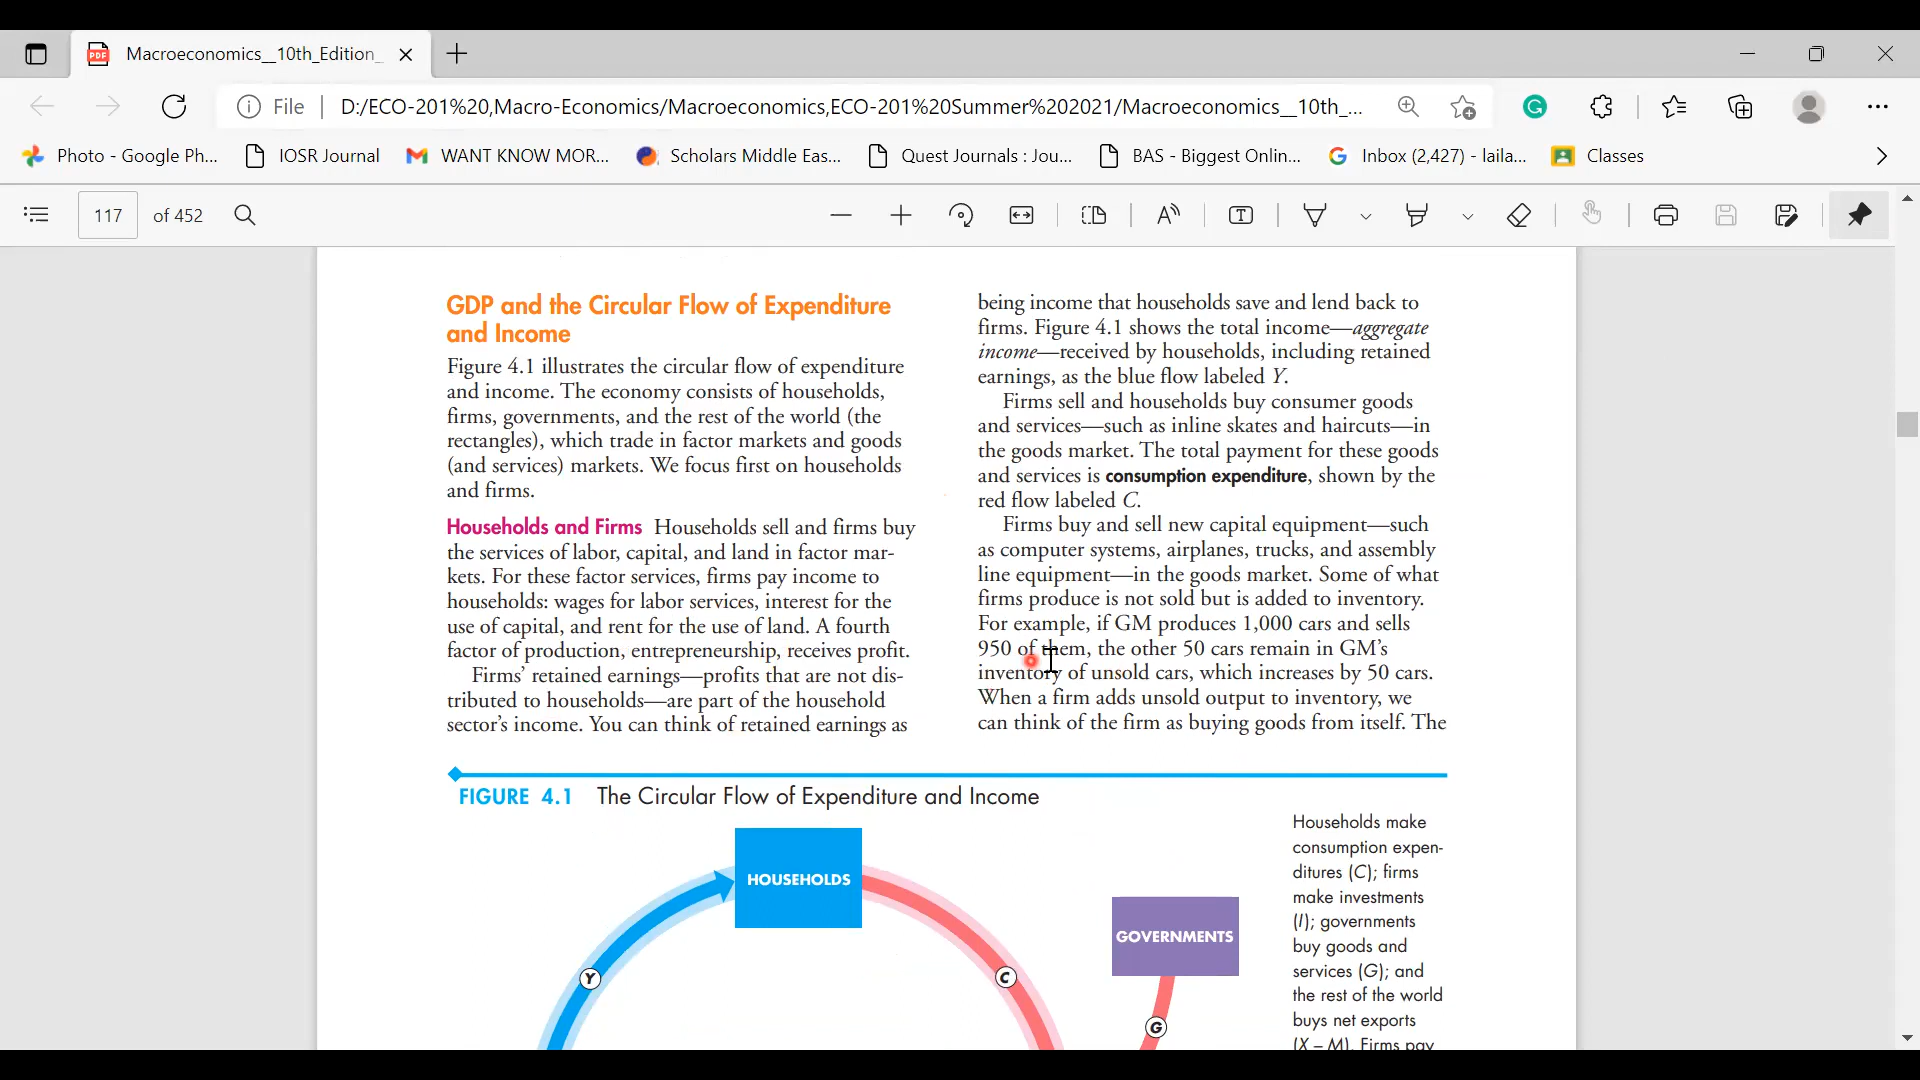 Macroeconomics_10th_Edition_
File
D:/ECO-201%20,Macro-Economics/Macroeconomics,ECO-201%20Summer%202021/Macroeconomics__10th_...
Photo - Google Ph...
IOSR Journal
WANT KNOW MOR...
Scholars Middle Eas...
Quest Journals : Jou...
BAS - Biggest Onlin...
Inbox (2,427) - laila...
Classes
117 of 452
GDP and the Circular Flow of Expenditure
and Income
Figure 4.1 illustrates the circular flow of expenditure
and income. The economy consists of households,
firms, governments, and the rest of the world (the
rectangles), which trade in factor markets and goods
(and services) markets. We focus first on households
and firms.
Households and Firms Households sell and firms buy
the services of labor, capital, and land in factor mar-
kets. For these factor services, firms pay income to
households: wages for labor services, interest for the
use of capital, and rent for the use of land. A fourth
factor of production, entrepreneurship, receives profit.
Firms' retained earnings—profits that are not dis-
tributed to households—are part of the household
sector's income. You can think of retained earnings as
being income that households save and lend back to
firms. Figure 4.1 shows the total income—aggregate
income—received by households, including retained
earnings, as the blue flow labeled Y.
Firms sell and households buy consumer goods
and services—such as inline skates and haircuts—in
the goods market. The total payment for these goods
and services is consumption expenditure, shown by the
red flow labeled C.
Firms buy and sell new capital equipment—such
as computer systems, airplanes, trucks, and assembly
line equipment—in the goods market. Some of what
firms produce is not sold but is added to inventory.
For example, if GM produces 1,000 cars and sells
950 of them, the other 50 cars remain in GM's
inventory of unsold cars, which increases by 50 cars.
When a firm adds unsold output to inventory, we
can think of the firm as buying goods from itself. The
FIGURE 4.1 The Circular Flow of Expenditure and Income
HOUSEHOLDS
GOVERNMENTS
Y
C
G
Households make
consumption expen-
ditures (C); firms
make investments
(I); governments
buy goods and
services (G); and
the rest of the world
buys net exports
(X – M). Firms pay